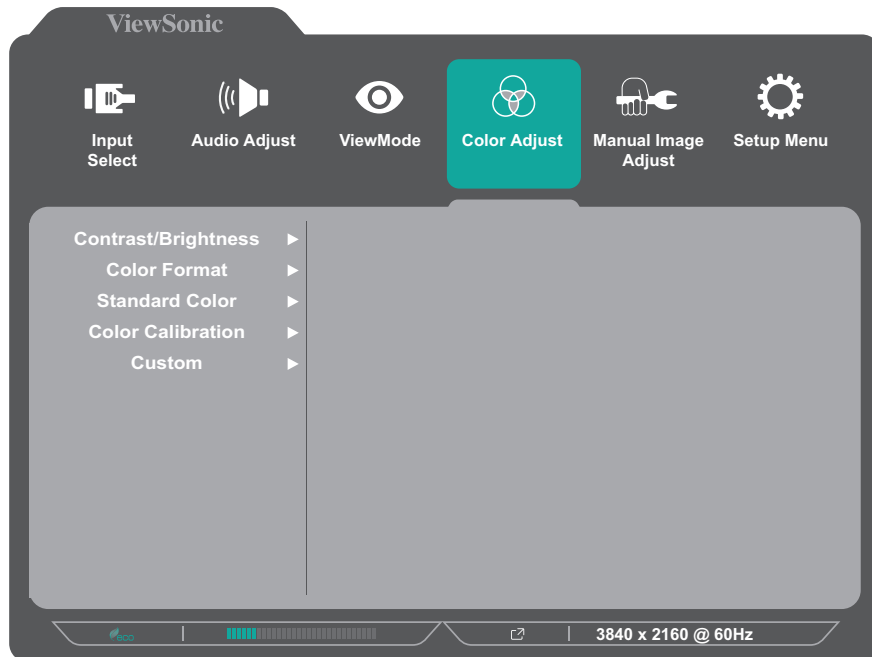 ViewSonic
Input
Select
Audio Adjust
ViewMode
Color Adjust
Manual Image
Adjust
Setup Menu
Contrast/Brightness
Color Format
Standard Color
Color Calibration
Custom
eco
3840 x 2160 @ 60Hz